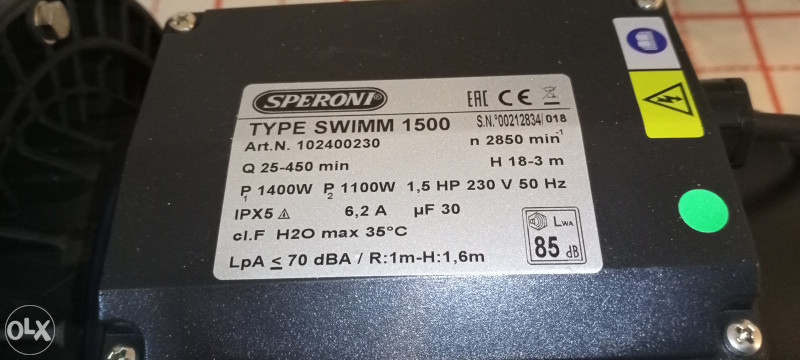 SPERONI®
EAC CE
TYPE SWIMM 1500 S.N.°00212834/018
Art.N. 102400230 n 2850 min-1
Q 25-450 min H 18-3 m
P1 1400W P2 1100W 1,5 HP 230 V 50 Hz
IPX5 6,2 A µF 30
cl.F H2O max 35°C
LWA
85 dB
LpA ≤ 70 dBA / R:1m-H:1,6m
OLX